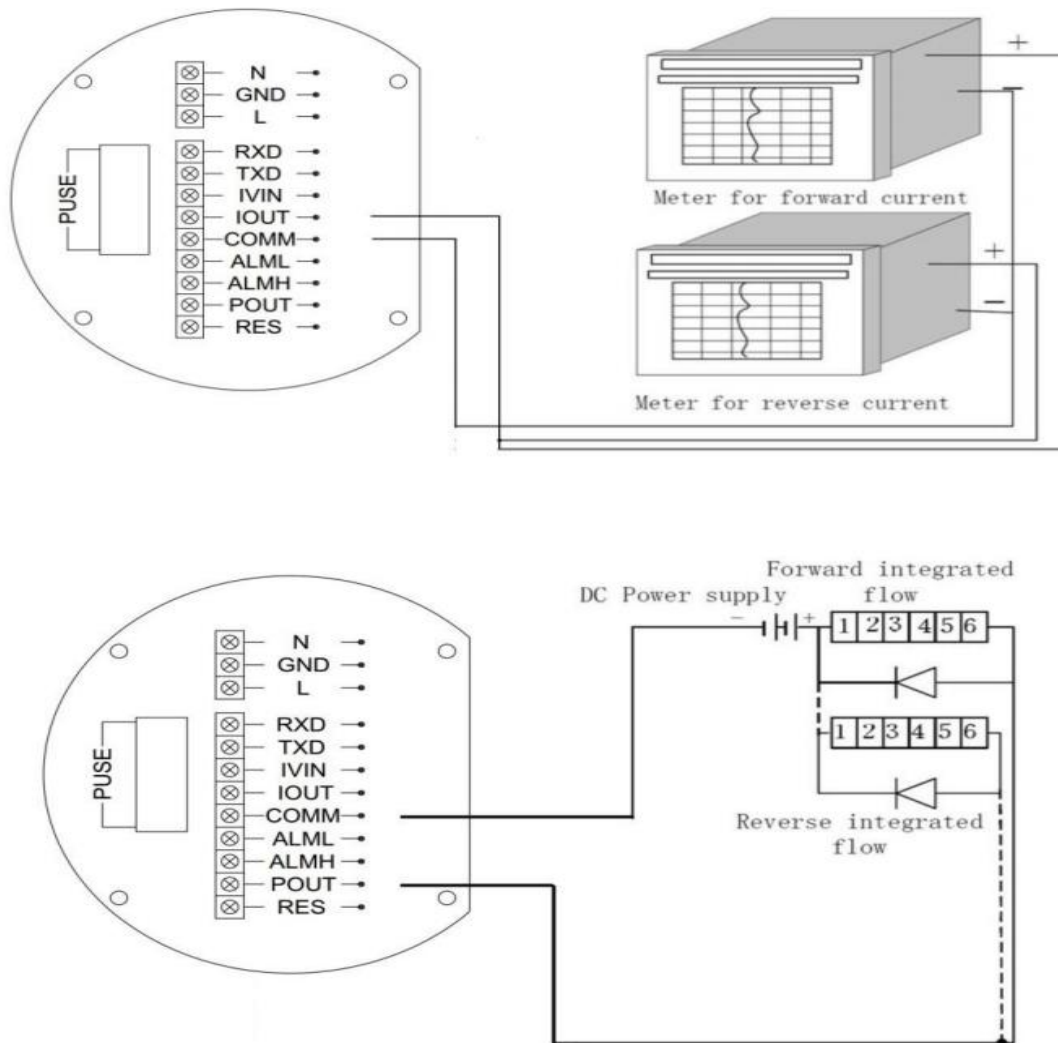 N
GND
L
RXD
TXD
IVIN
IOUT
COMM
ALML
ALMH
POUT
RES
PUSE
+
−
Meter for forward current
+
−
Meter for reverse current
N
GND
L
RXD
TXD
IVIN
IOUT
COMM
ALML
ALMH
POUT
RES
PUSE
Forward integrated
flow
DC Power supply
− +
1 2 3 4 5 6
1 2 3 4 5 6
Reverse integrated
flow